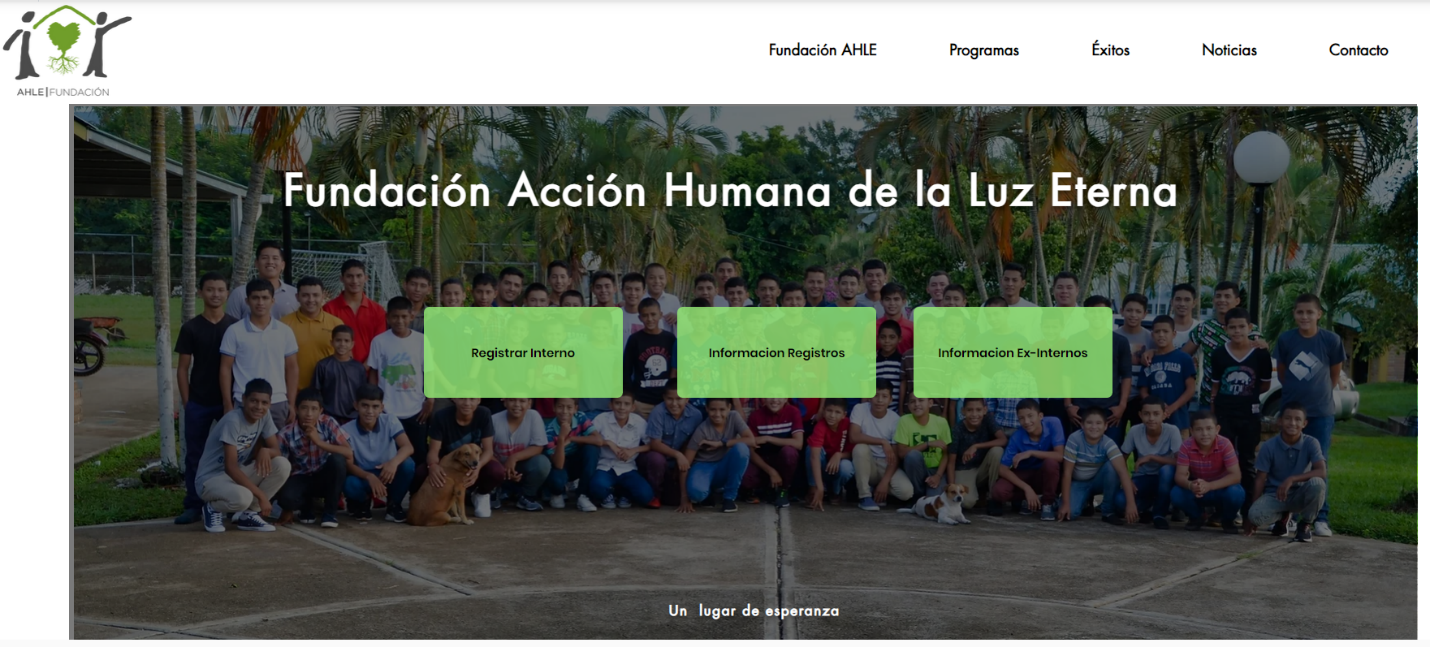 AHLE|FUNDACIÓN
Fundación AHLE Programas Éxitos Noticias Contacto
Fundación Acción Humana de la Luz Eterna
Registrar Interno Informacion Registros Informacion Ex-Internos
Un lugar de esperanza